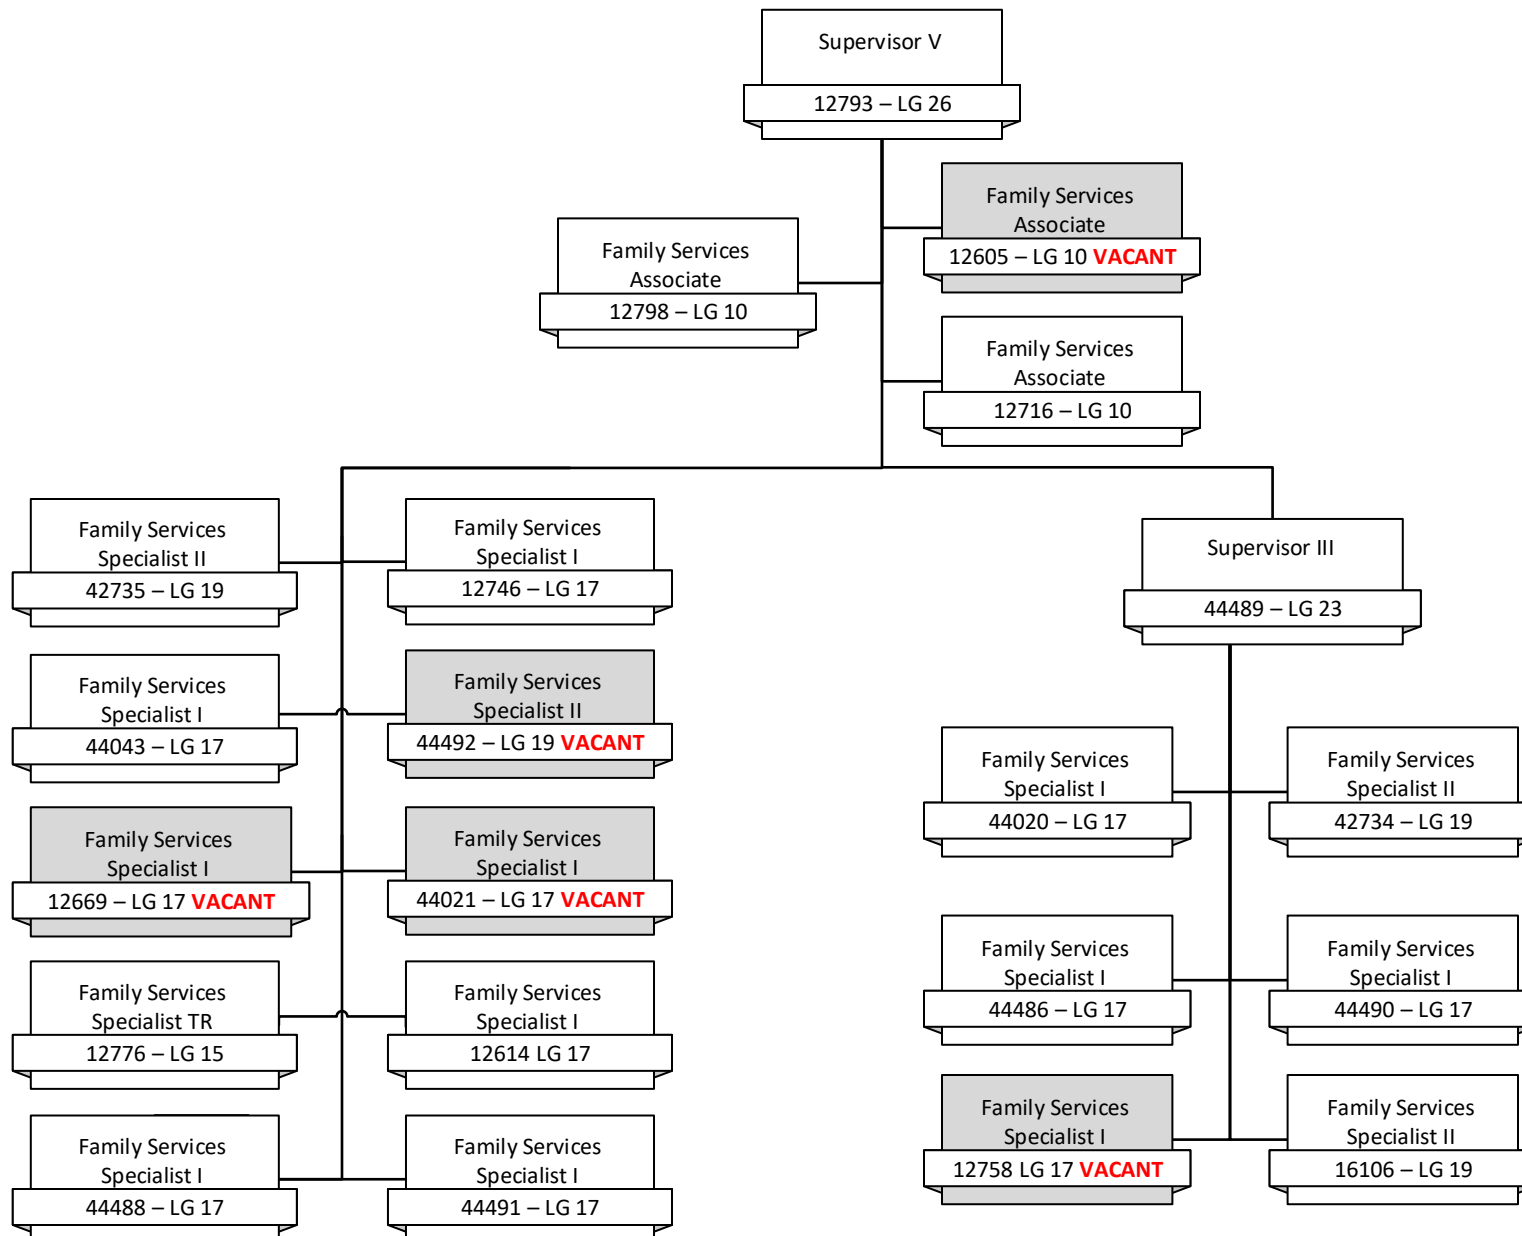 Supervisor V
12793 – LG 26
Family Services
Associate
12605 – LG 10 VACANT
Family Services
Associate
12798 – LG 10
Family Services
Associate
12716 – LG 10
Family Services
Specialist II
42735 – LG 19
Family Services
Specialist I
12746 – LG 17
Family Services
Specialist I
44043 – LG 17
Family Services
Specialist II
44492 – LG 19 VACANT
Family Services
Specialist I
12669 – LG 17 VACANT
Family Services
Specialist I
44021 – LG 17 VACANT
Family Services
Specialist TR
12776 – LG 15
Family Services
Specialist I
12614 LG 17
Family Services
Specialist I
44488 – LG 17
Family Services
Specialist I
44491 – LG 17
Supervisor III
44489 – LG 23
Family Services
Specialist I
44020 – LG 17
Family Services
Specialist II
42734 – LG 19
Family Services
Specialist I
44486 – LG 17
Family Services
Specialist I
44490 – LG 17
Family Services
Specialist I
12758 LG 17 VACANT
Family Services
Specialist II
16106 – LG 19